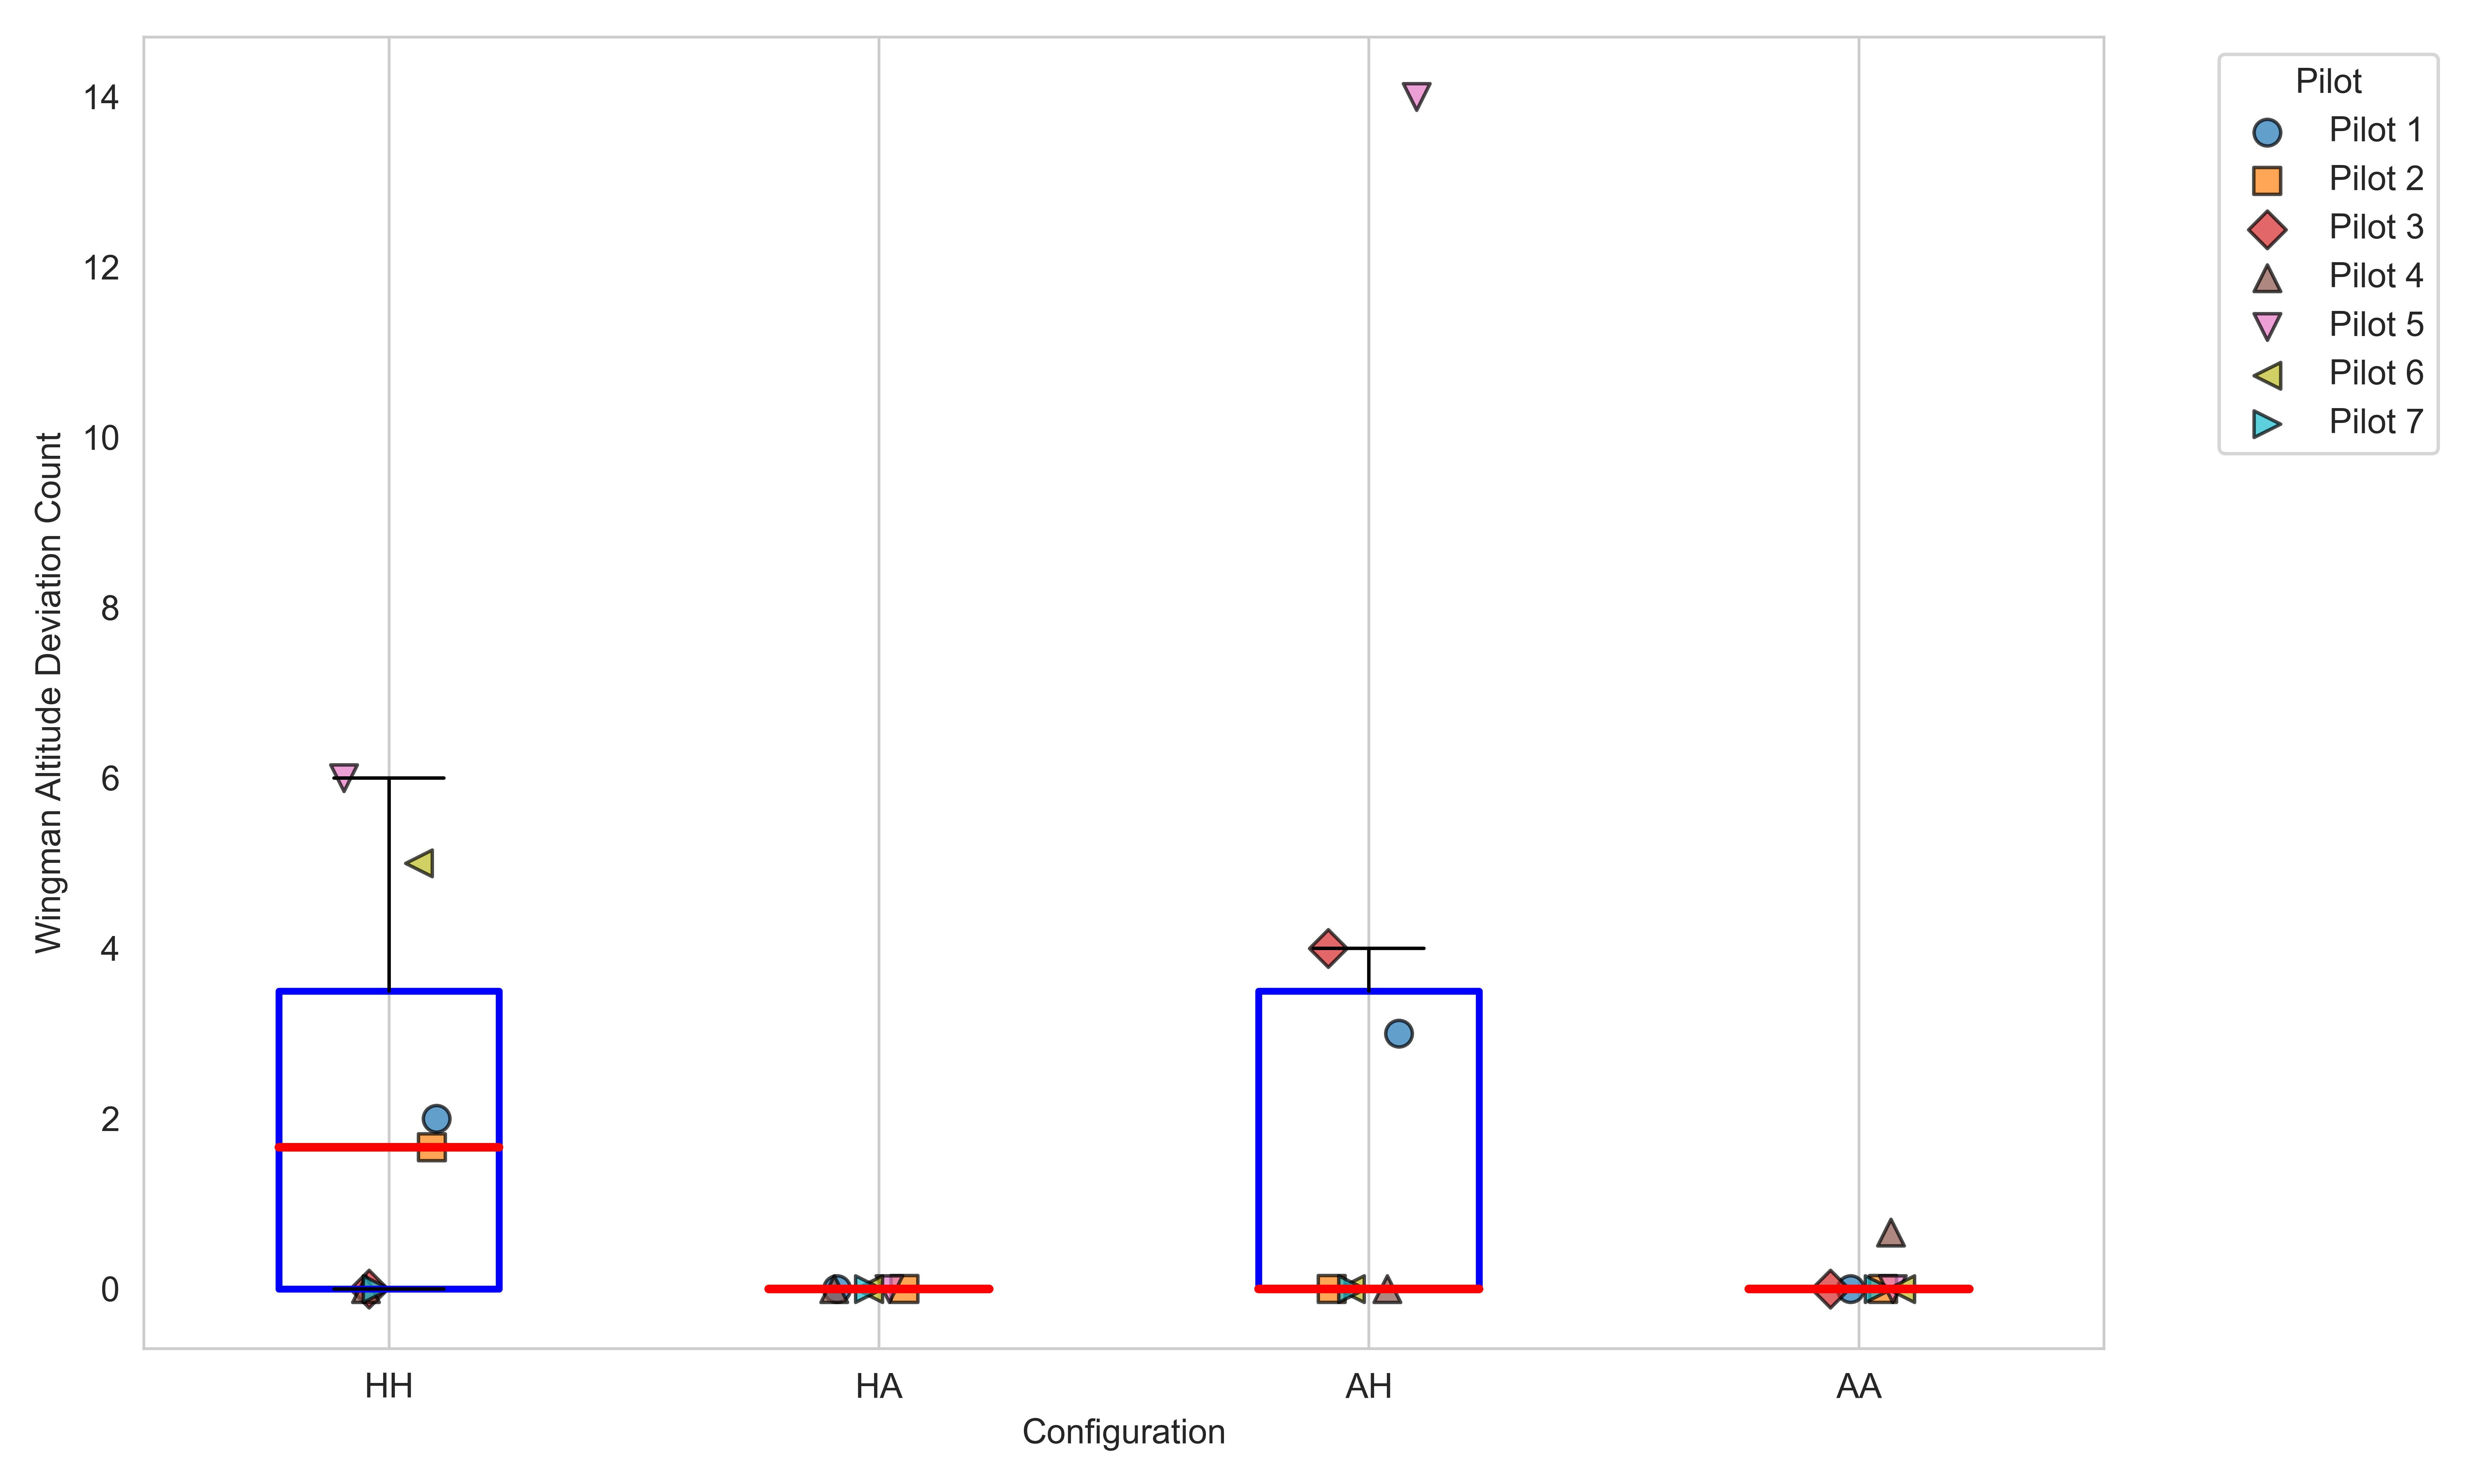 Wingman Altitude Deviation Count
14
12
10
8
6
4
2
0
HH
HA
AH
AA
Configuration
Pilot
Pilot 1
Pilot 2
Pilot 3
Pilot 4
Pilot 5
Pilot 6
Pilot 7